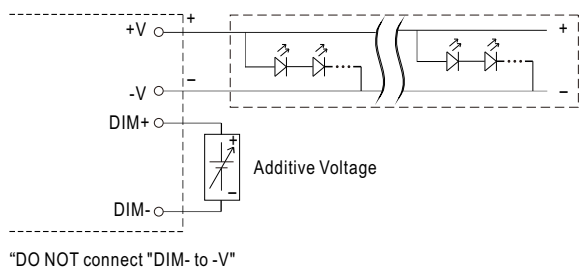 +
+V
+
-V
−
−
DIM+
+
Additive Voltage
−
DIM-
“DO NOT connect "DIM- to -V"